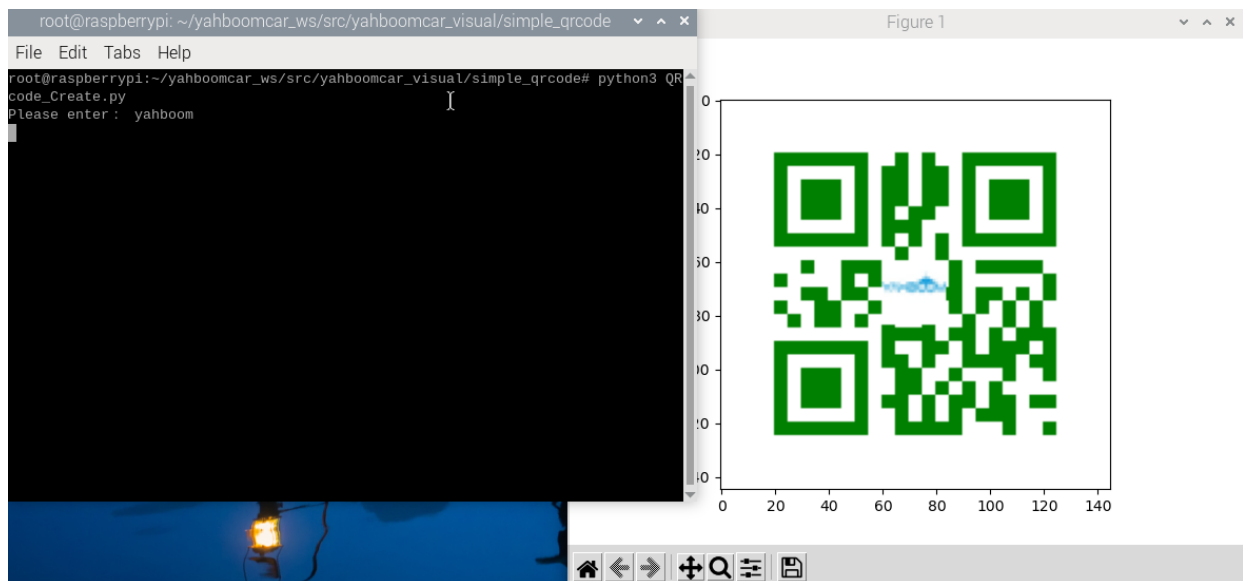 root@raspberrypi: ~/yahboomcar_ws/src/yahboomcar_visual/simple_qrcode
File Edit Tabs Help
root@raspberrypi:~/yahboomcar_ws/src/yahboomcar_visual/simple_qrcode# python3 QR
code_Create.py
Please enter： yahboom
Figure 1
0
20
40
60
80
0 20 40 60 80 100 120 140